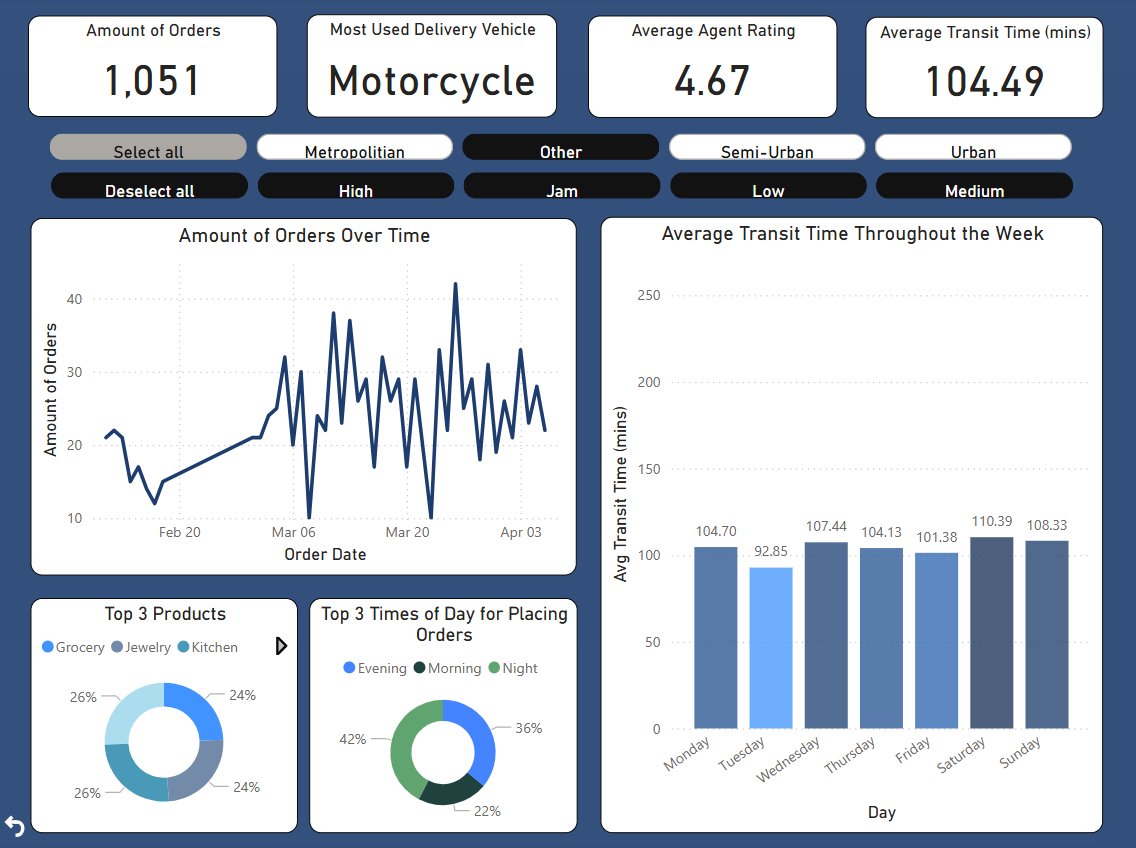 Amount of Orders
1,051
Most Used Delivery Vehicle
Motorcycle
Average Agent Rating
4.67
Average Transit Time (mins)
104.49
Select all
Metropolitian
Other
Semi-Urban
Urban
Deselect all
High
Jam
Low
Medium
Amount of Orders Over Time
Amount of Orders
40
30
20
10
Feb 20
Mar 06
Mar 20
Apr 03
Order Date
Average Transit Time Throughout the Week
Avg Transit Time (mins)
250
200
150
100
50
0
104.70
92.85
107.44
104.13
101.38
110.39
108.33
Monday
Tuesday
Wednesday
Thursday
Friday
Saturday
Sunday
Day
Top 3 Products
Grocery
Jewelry
Kitchen
26%
24%
26%
24%
Top 3 Times of Day for Placing
Orders
Evening
Morning
Night
42%
36%
22%